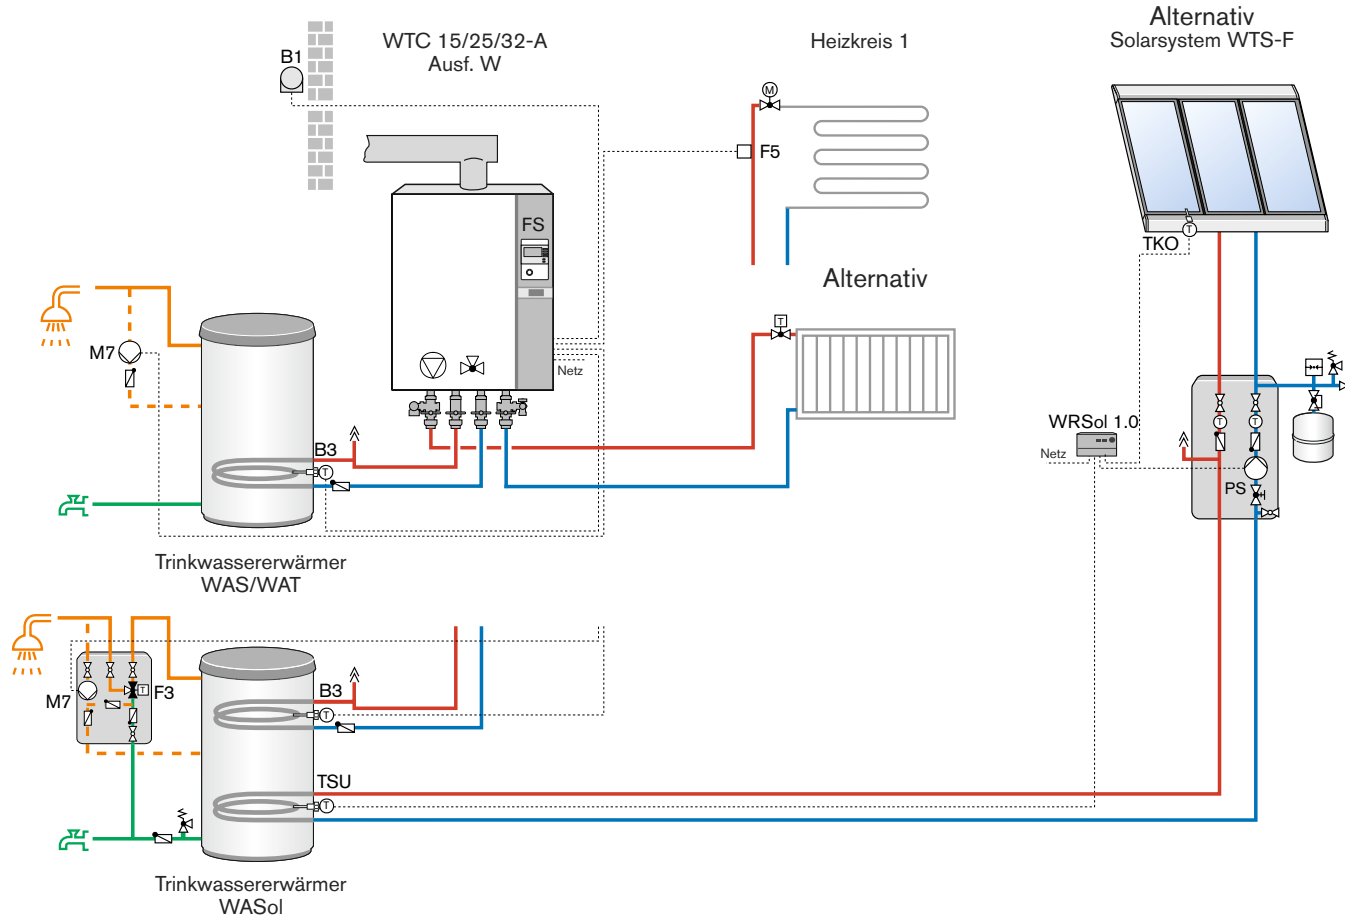 Alternativ
Solarsystem WTS-F
WTC 15/25/32-A
Ausf. W
Heizkreis 1
B1
M
F5
FS
TKO
T
Alternativ
M7
T
Netz
B3
T
WRSol 1.0
Netz
T
T
PS
Trinkwassererwärmer
WAS/WAT
M7
T
F3
B3
T
TSU
T
Trinkwassererwärmer
WASol